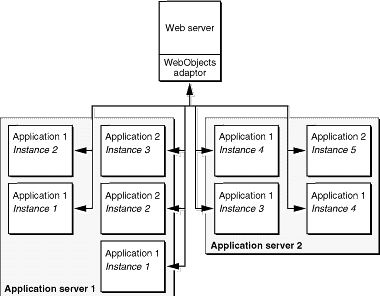 Web server
WebObjects
adaptor
Application 1
Instance 2
Application 2
Instance 3
Application 1
Instance 4
Application 2
Instance 5
Application 1
Instance 1
Application 2
Instance 2
Application 1
Instance 3
Application 1
Instance 4
Application 1
Instance 1
Application server 2
Application server 1